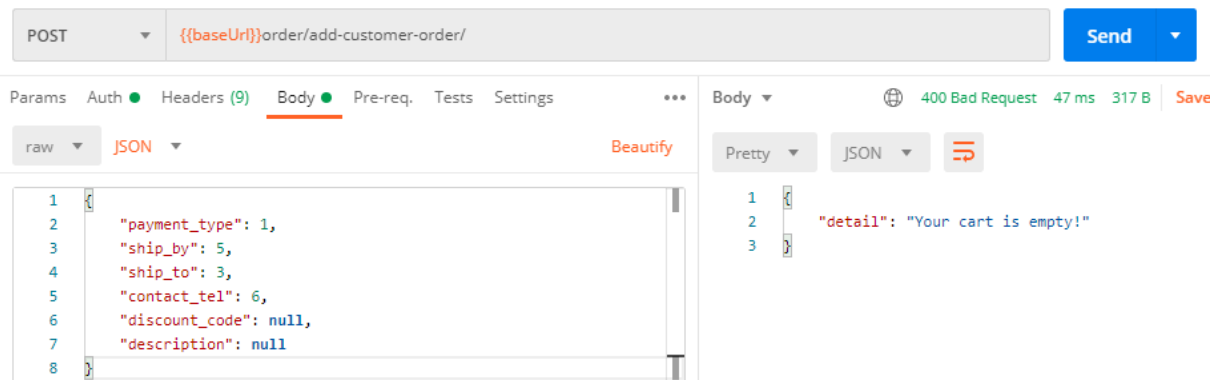 POST {{baseUrl}}order/add-customer-order/ Send
Params Auth Headers (9) Body Pre-req. Tests Settings ••• Body 400 Bad Request 47 ms 317 B Save
raw JSON Beautify Pretty JSON
1 {
2 "payment_type": 1,
3 "ship_by": 5,
4 "ship_to": 3,
5 "contact_tel": 6,
6 "discount_code": null,
7 "description": null
8 }
1 {
2 "detail": "Your cart is empty!"
3 }